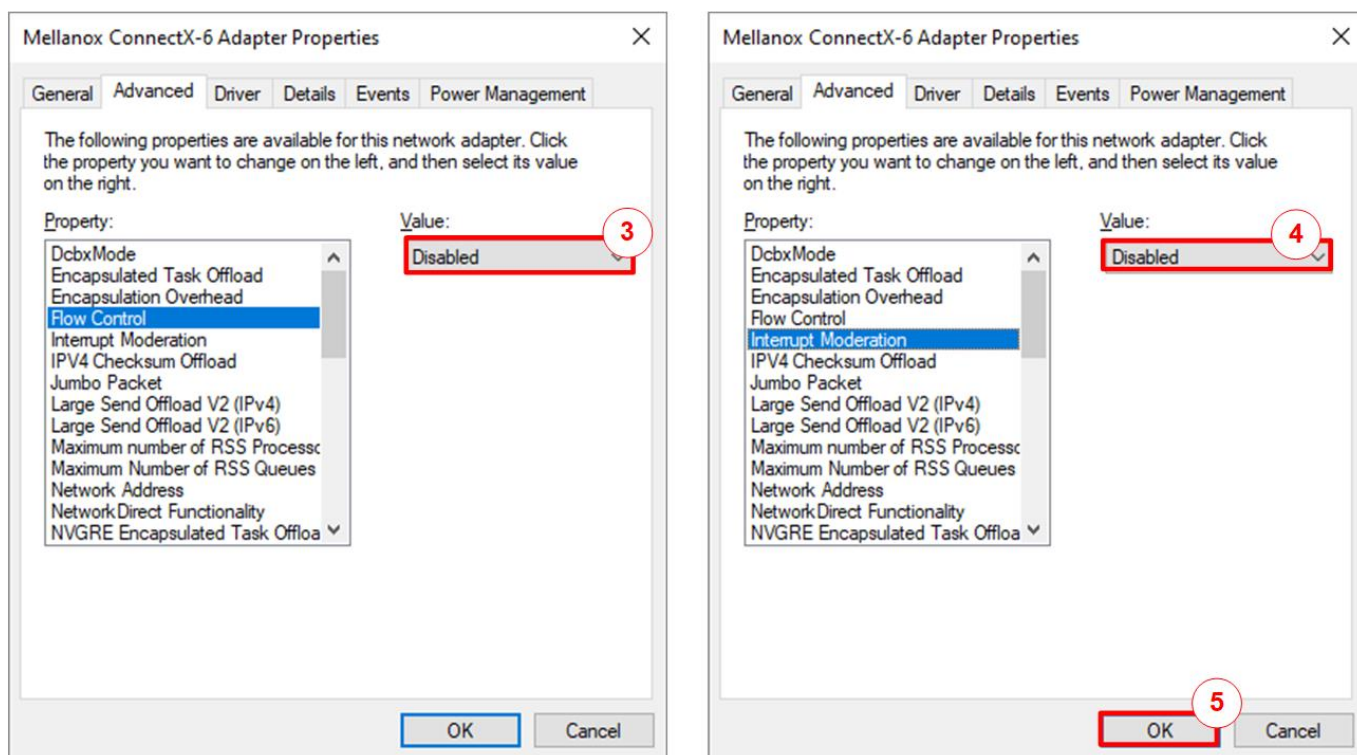 Mellanox ConnectX-6 Adapter Properties
General Advanced Driver Details Events Power Management
The following properties are available for this network adapter. Click
the property you want to change on the left, and then select its value
on the right.
Property:
Value:
3
DcbxMode
Disabled
Encapsulated Task Offload
Encapsulation Overhead
Flow Control
Interrupt Moderation
IPV4 Checksum Offload
Jumbo Packet
Large Send Offload V2 (IPv4)
Large Send Offload V2 (IPv6)
Maximum number of RSS Processo
Maximum Number of RSS Queues
Network Address
NetworkDirect Functionality
NVGRE Encapsulated Task Offloa
OK Cancel
Mellanox ConnectX-6 Adapter Properties
General Advanced Driver Details Events Power Management
The following properties are available for this network adapter. Click
the property you want to change on the left, and then select its value
on the right.
Property:
Value:
4
DcbxMode
Disabled
Encapsulated Task Offload
Encapsulation Overhead
Flow Control
Interrupt Moderation
IPV4 Checksum Offload
Jumbo Packet
Large Send Offload V2 (IPv4)
Large Send Offload V2 (IPv6)
Maximum number of RSS Processo
Maximum Number of RSS Queues
Network Address
NetworkDirect Functionality
NVGRE Encapsulated Task Offloa
5
OK Cancel